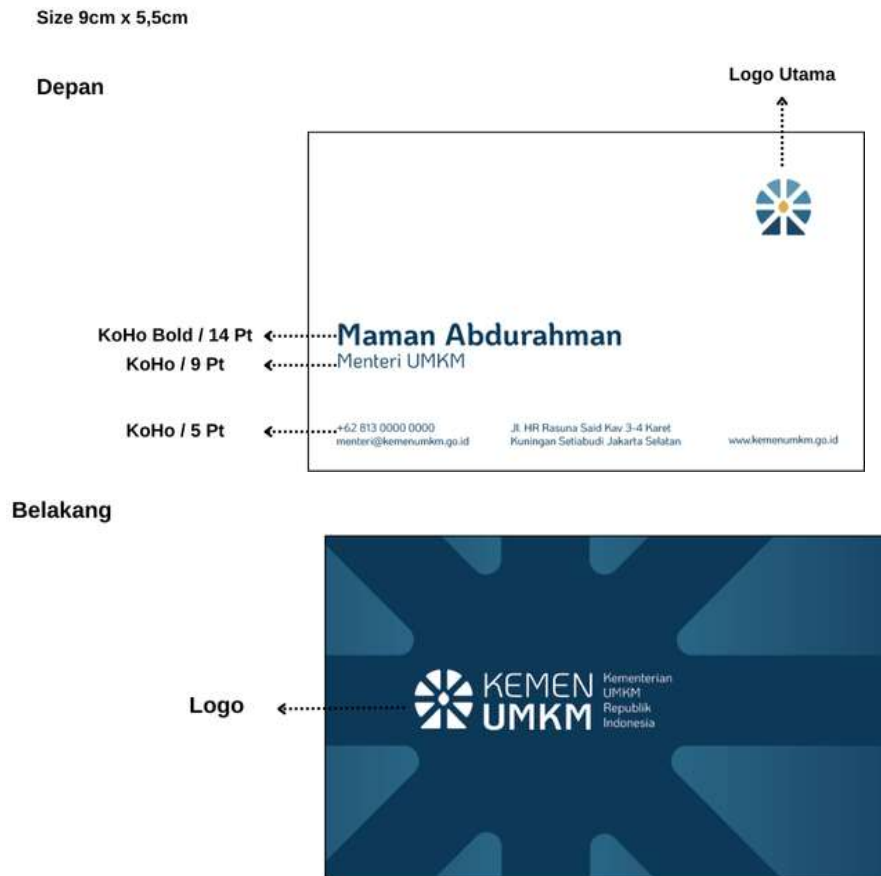 Size 9cm x 5,5cm
Depan
Logo Utama
KoHo Bold / 14 Pt
Maman Abdurahman
KoHo / 9 Pt
Menteri UMKM
KoHo / 5 Pt
+62 813 0000 0000
menteri@kemenumkm.go.id
Jl. HR Rasuna Said Kav 3-4 Karet
Kuningan Setiabudi Jakarta Selatan
www.kemenumkm.go.id
Belakang
Logo
KEMEN
UMKM
Kementerian
UMKM
Republik
Indonesia